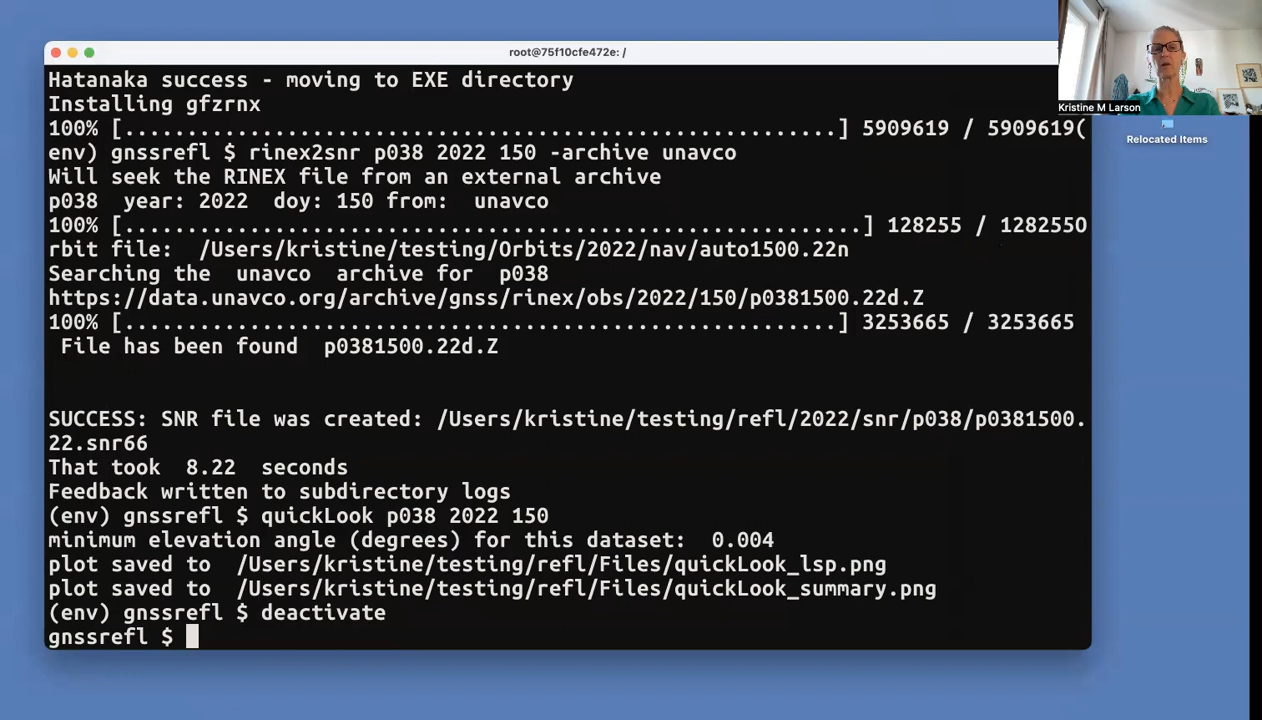 root@75f10cfe472e: /
Hatanaka success - moving to EXE directory
Installing gfzrnx
100% [..........................................................] 5909619 / 5909619(
env) gnssrefl $ rinex2snr p038 2022 150 -archive unavco
Will seek the RINEX file from an external archive
p038  year: 2022  doy: 150 from:  unavco
100% [............................................................] 128255 / 128255O
rbit file:  /Users/kristine/testing/Orbits/2022/nav/auto1500.22n
Searching the  unavco  archive for  p038
https://data.unavco.org/archive/gnss/rinex/obs/2022/150/p0381500.22d.Z
100% [..........................................................] 3253665 / 3253665
File has been found  p0381500.22d.Z
SUCCESS: SNR file was created: /Users/kristine/testing/refl/2022/snr/p038/p0381500.
22.snr66
That took  8.22  seconds
Feedback written to subdirectory logs
(env) gnssrefl $ quickLook p038 2022 150
minimum elevation angle (degrees) for this dataset:  0.004
plot saved to  /Users/kristine/testing/refl/Files/quickLook_lsp.png
plot saved to  /Users/kristine/testing/refl/Files/quickLook_summary.png
(env) gnssrefl $ deactivate
gnssrefl $
Kristine M Larson
Relocated Items